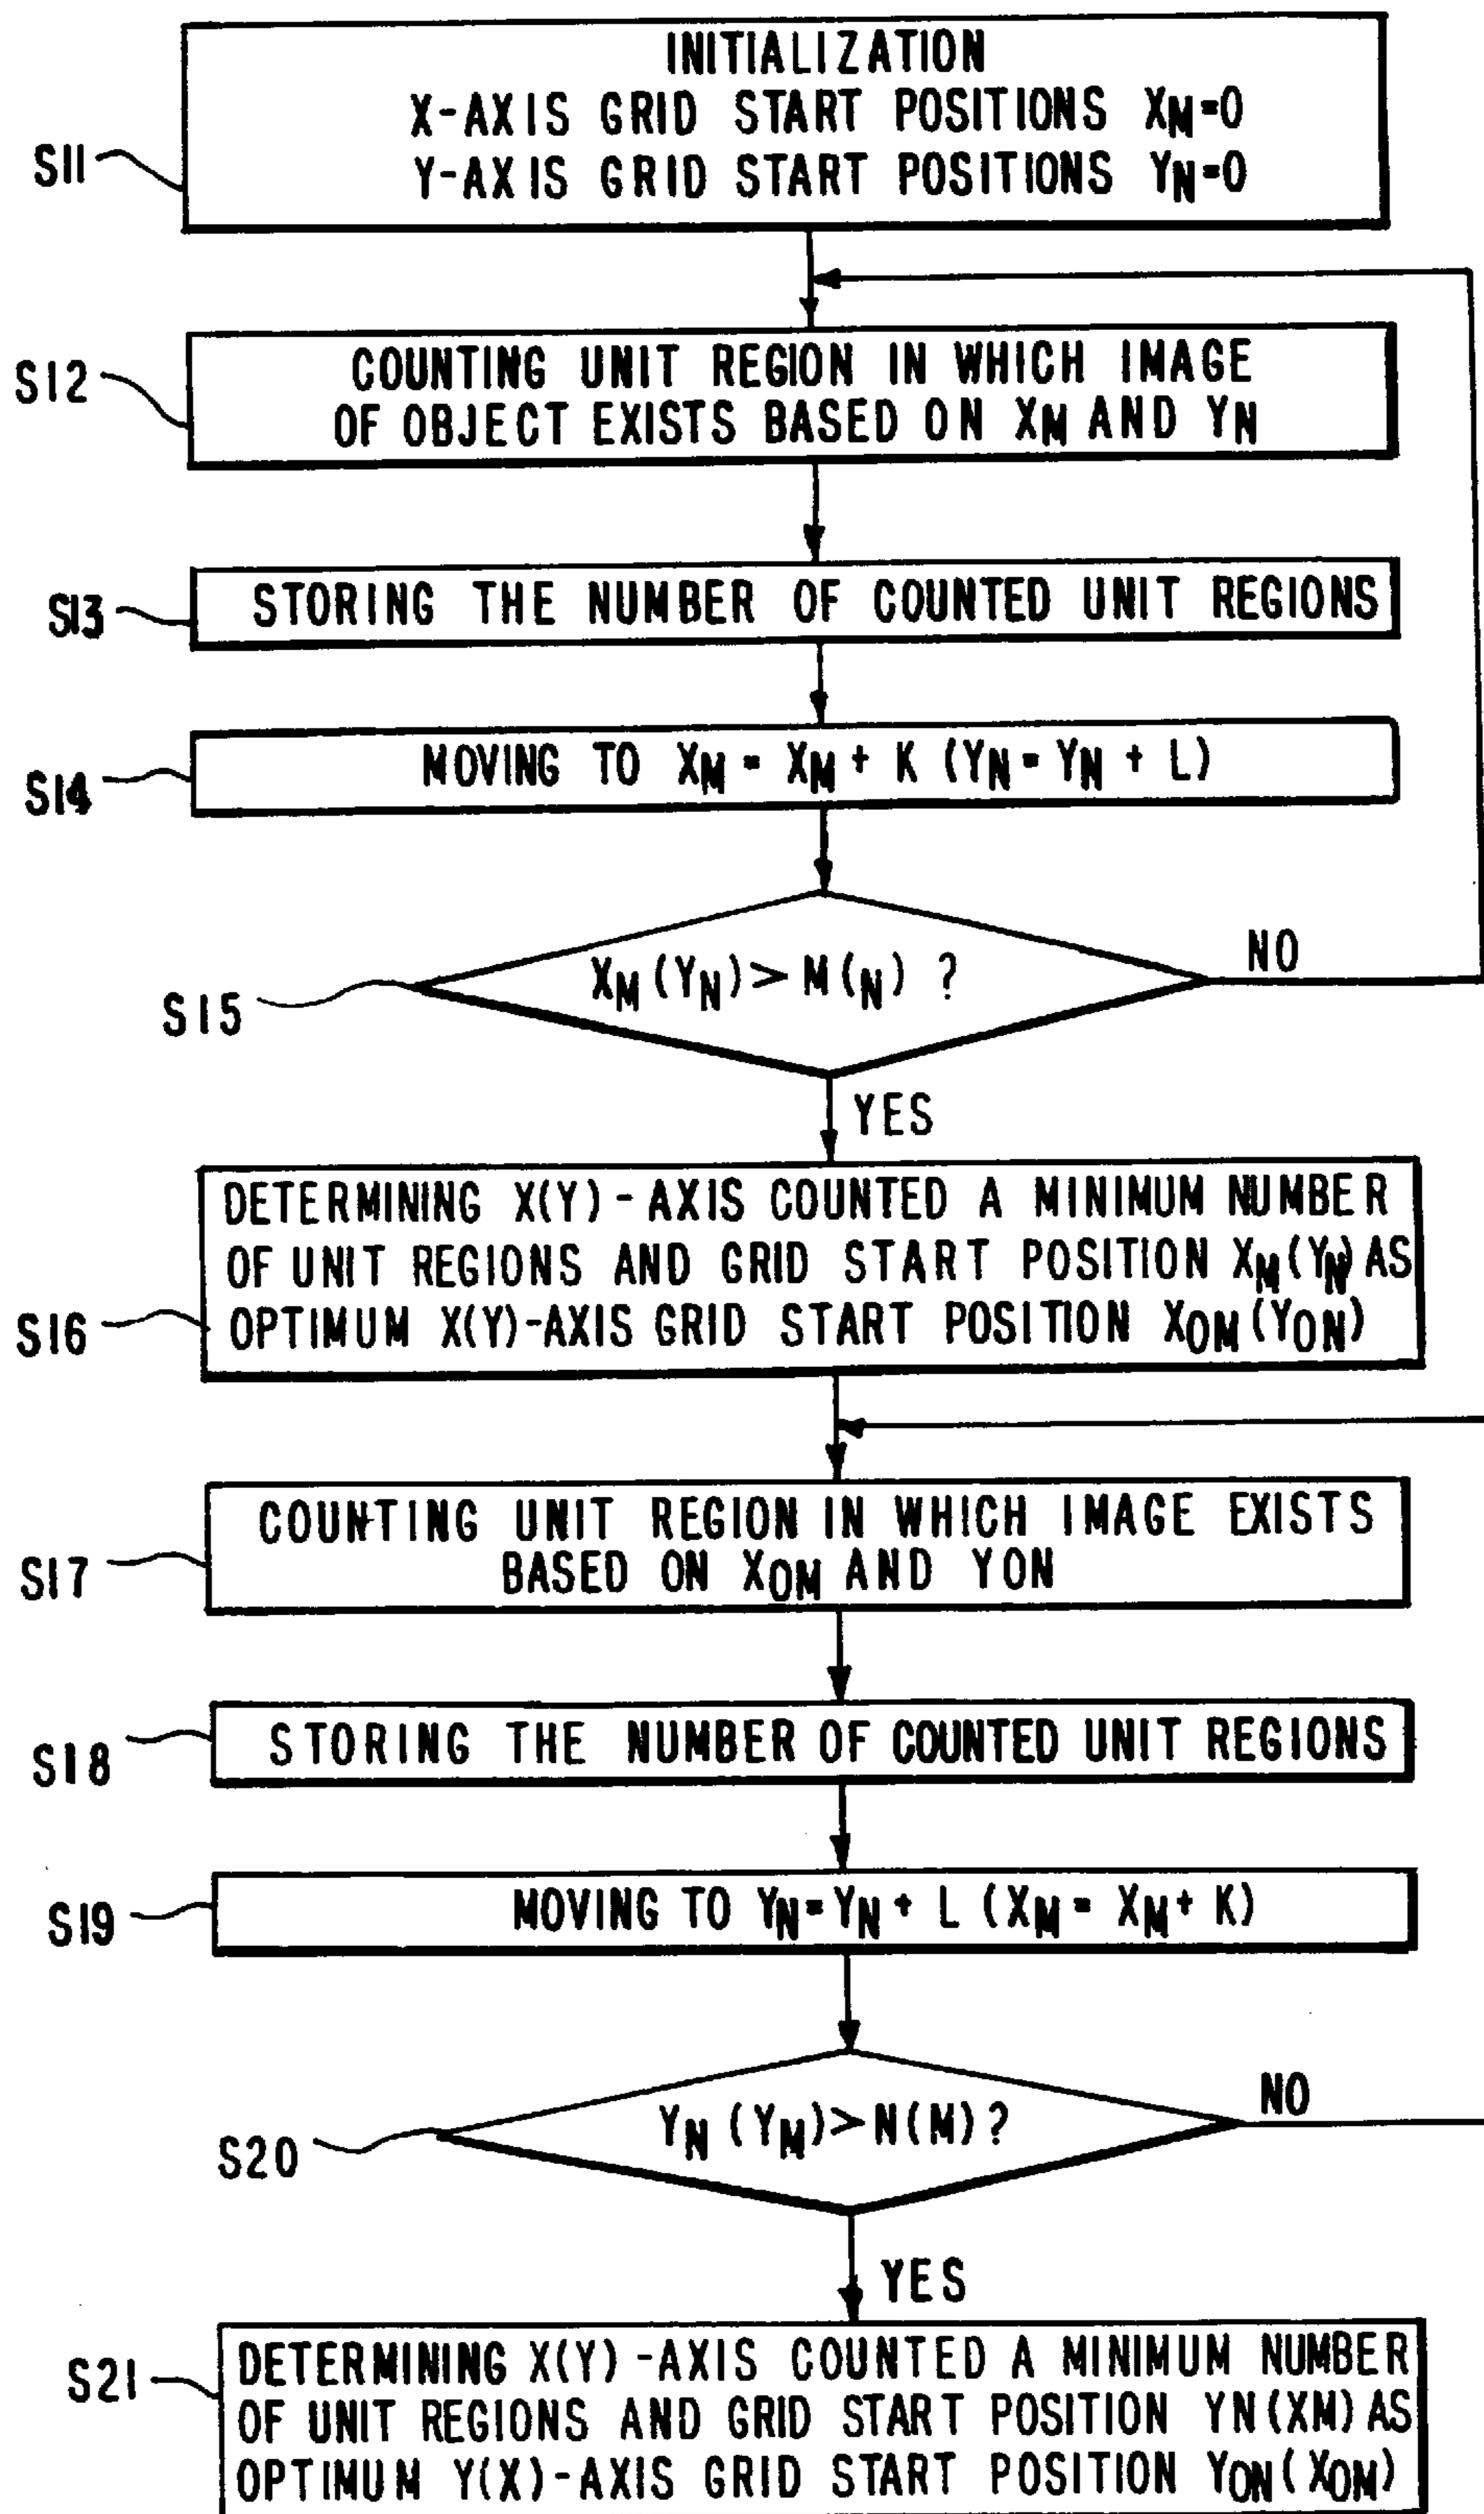 INITIALIZATION
X-AXIS GRID START POSITIONS XM=0
Y-AXIS GRID START POSITIONS YN=0
S11
S12
COUNTING UNIT REGION IN WHICH IMAGE
OF OBJECT EXISTS BASED ON XM AND YN
S13
STORING THE NUMBER OF COUNTED UNIT REGIONS
S14
MOVING TO XM = XM + K (YN = YN + L)
S15
XM (YN) > M(N) ?
NO
YES
DETERMINING X(Y)-AXIS COUNTED A MINIMUM NUMBER
OF UNIT REGIONS AND GRID START POSITION XM(YN) AS
OPTIMUM X(Y)-AXIS GRID START POSITION XOM(YON)
S16
S17
COUNTING UNIT REGION IN WHICH IMAGE EXISTS
BASED ON XOM AND YON
S18
STORING THE NUMBER OF COUNTED UNIT REGIONS
S19
MOVING TO YN=YN + L (XM = XM + K)
S20
YN (YM) > N(M) ?
NO
YES
S21
DETERMINING X(Y)-AXIS COUNTED A MINIMUM NUMBER
OF UNIT REGIONS AND GRID START POSITION YN(XM) AS
OPTIMUM Y(X)-AXIS GRID START POSITION YON(XOM)